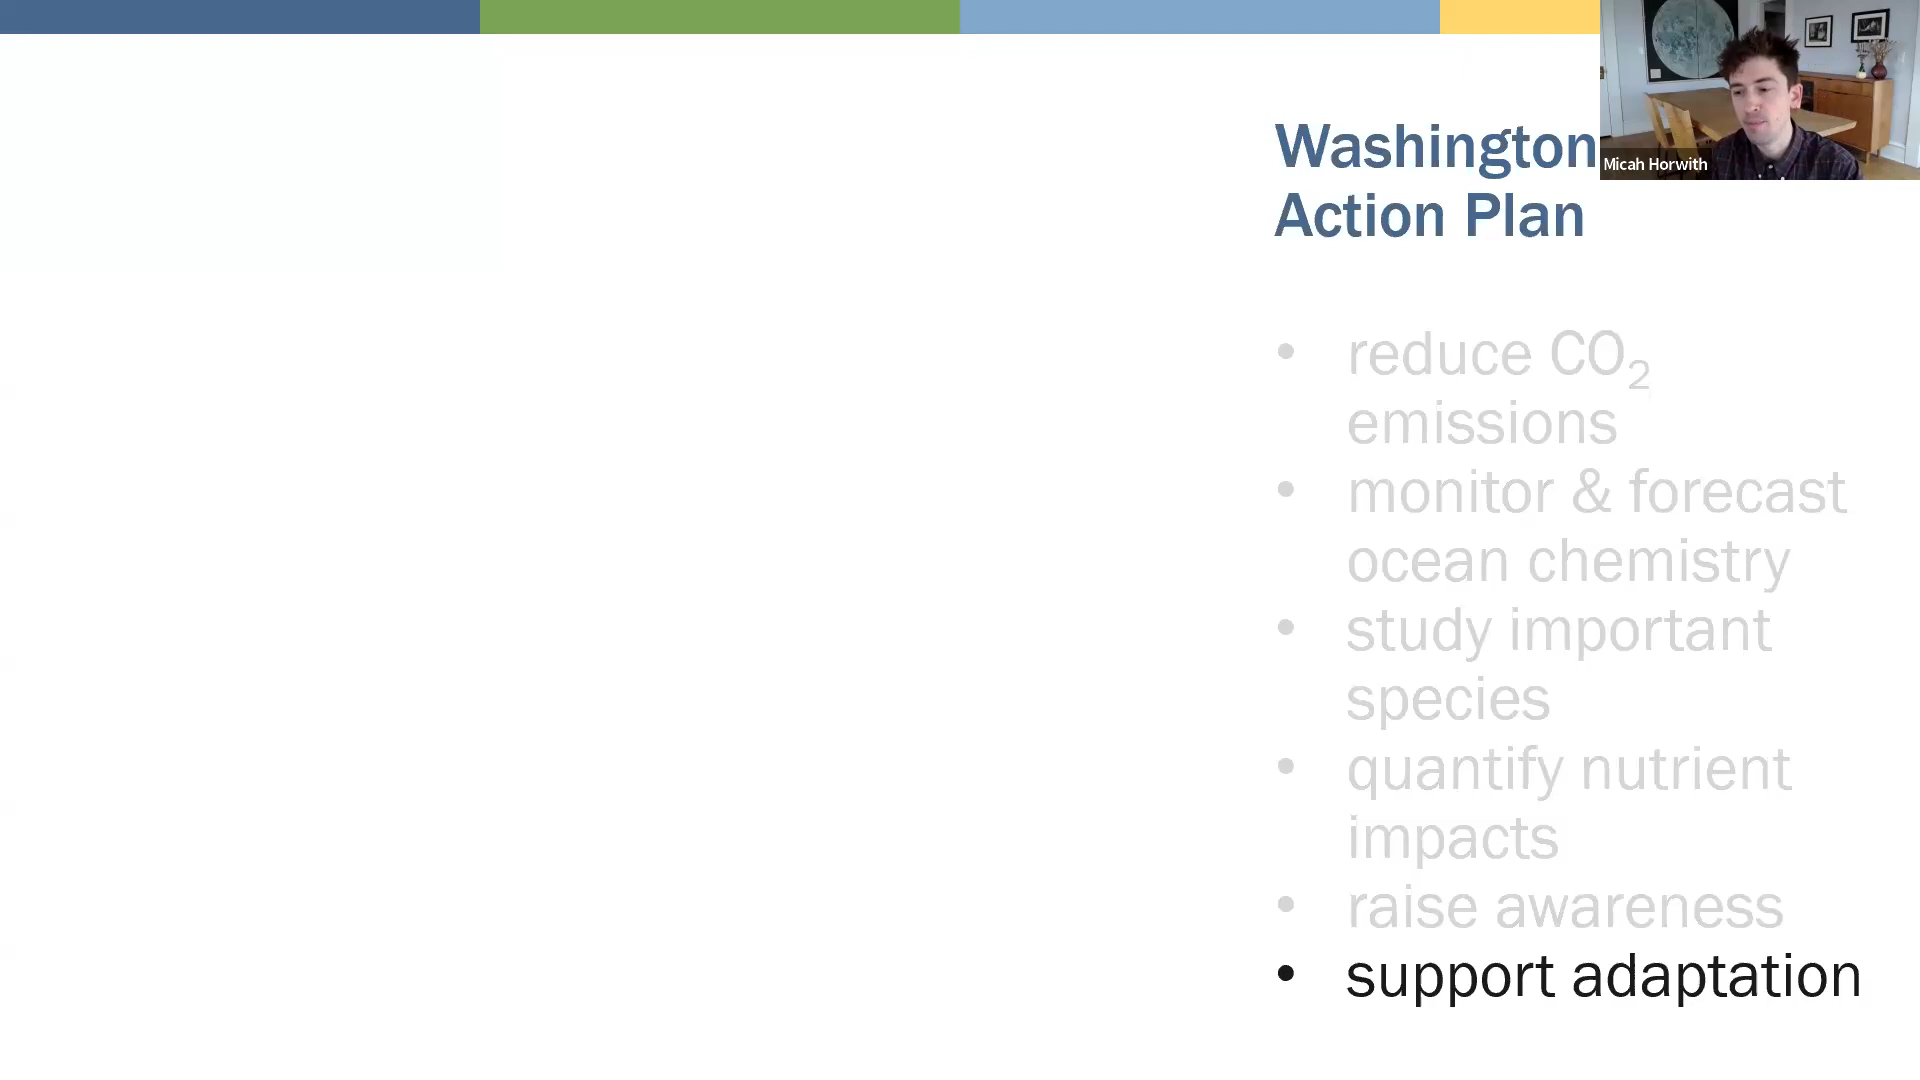 Washington
Action Plan
Micah Horwith
• reduce CO₂
emissions
• monitor & forecast
ocean chemistry
• study important
species
• quantify nutrient
impacts
• raise awareness
• support adaptation